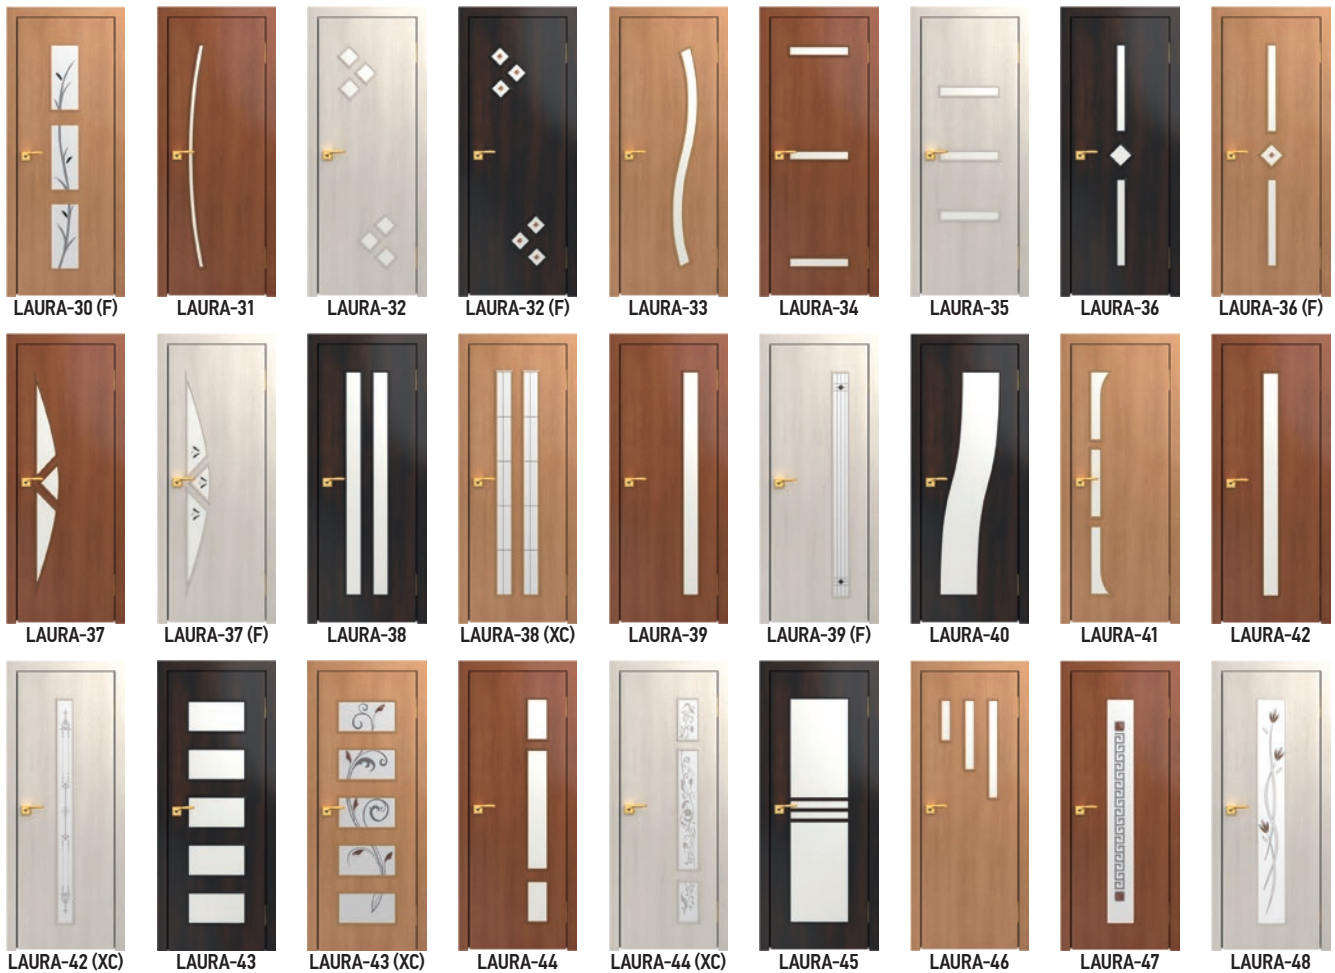 LAURA-30 (F)
LAURA-31
LAURA-32
LAURA-32 (F)
LAURA-33
LAURA-34
LAURA-35
LAURA-36
LAURA-36 (F)
LAURA-37
LAURA-37 (F)
LAURA-38
LAURA-38 (XC)
LAURA-39
LAURA-39 (F)
LAURA-40
LAURA-41
LAURA-42
LAURA-42 (XC)
LAURA-43
LAURA-43 (XC)
LAURA-44
LAURA-44 (XC)
LAURA-45
LAURA-46
LAURA-47
LAURA-48